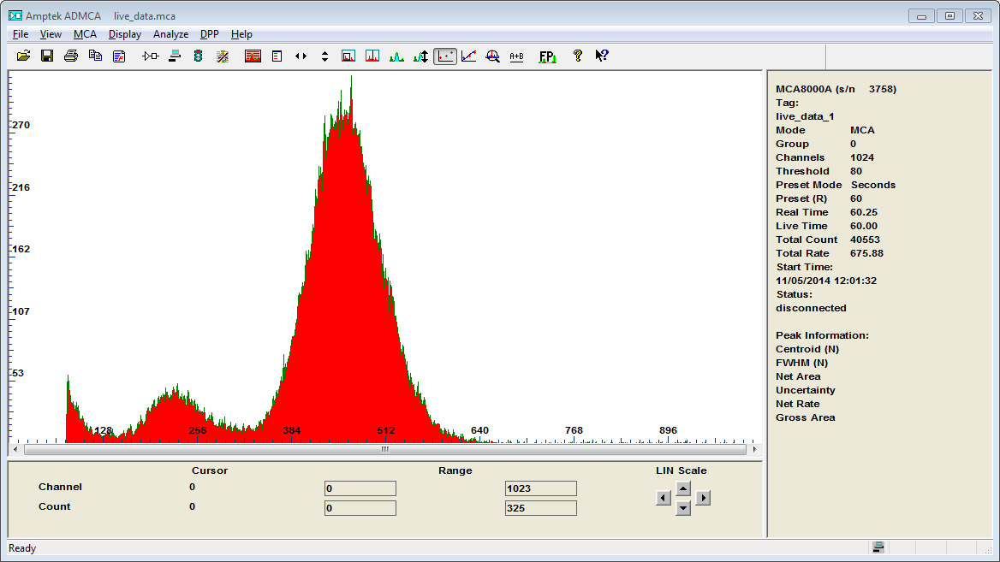 Amptek ADMCA live_data.mca
File View MCA Display Analyze DPP Help
A+B FP ? ?
270
216
162
107
53
128 256 384 512 640 768 896
MCA8000A (s/n 3758)
Tag:
live_data_1
Mode MCA
Group 0
Channels 1024
Threshold 80
Preset Mode Seconds
Preset (R) 60
Real Time 60.25
Live Time 60.00
Total Count 40553
Total Rate 675.88
Start Time:
11/05/2014 12:01:32
Status:
disconnected
Peak Information:
Centroid (N)
FWHM (N)
Net Area
Uncertainty
Net Rate
Gross Area
Cursor Range LIN Scale
Channel 0 0 1023
Count 0 0 325
Ready